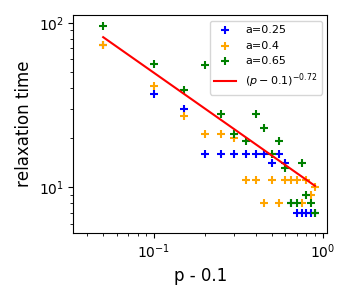 10²
a=0.25
a=0.4
a=0.65
(p − 0.1)^−0.72
relaxation time
10¹
10⁻¹
10⁰
p - 0.1